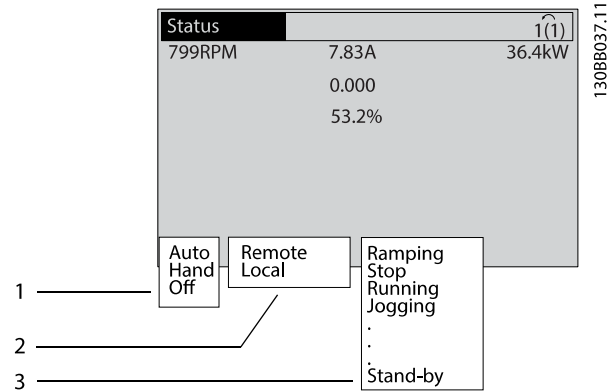 Status 1(1)
799RPM 7.83A 36.4kW
0.000
53.2%
Auto
Hand
Off
Remote
Local
Ramping
Stop
Running
Jogging
.
.
.
Stand-by
1
2
3
130BB037.11